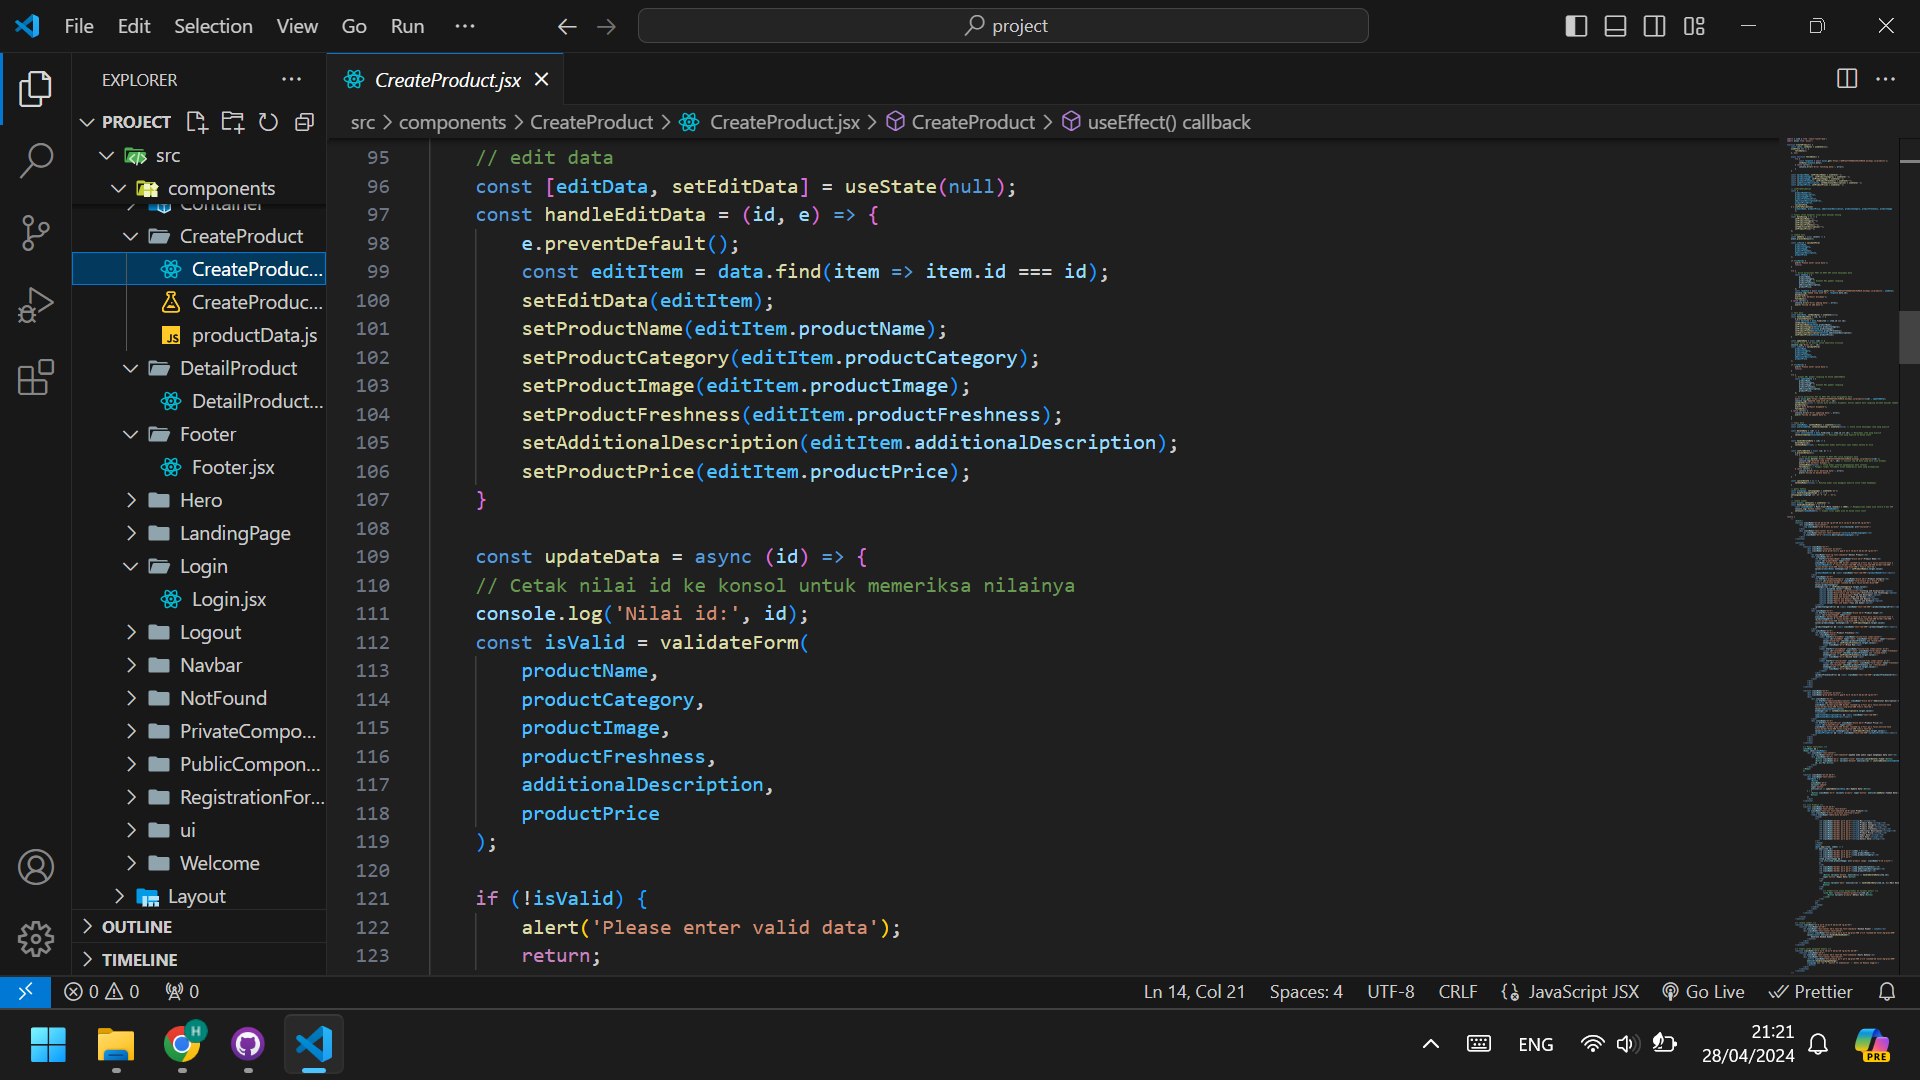 File Edit Selection View Go Run ···
project
EXPLORER
PROJECT
src
components
Container
CreateProduct
CreateProduc...
CreateProduc...
JS productData.js
DetailProduct
DetailProduct...
Footer
Footer.jsx
Hero
LandingPage
Login
Login.jsx
Logout
Navbar
NotFound
PrivateCompo...
PublicCompon...
RegistrationFor...
ui
Welcome
Layout
OUTLINE
TIMELINE
CreateProduct.jsx
src > components > CreateProduct > CreateProduct.jsx > CreateProduct > useEffect() callback
95 // edit data
96 const [editData, setEditData] = useState(null);
97 const handleEditData = (id, e) => {
98 e.preventDefault();
99 const editItem = data.find(item => item.id === id);
100 setEditData(editItem);
101 setProductName(editItem.productName);
102 setProductCategory(editItem.productCategory);
103 setProductImage(editItem.productImage);
104 setProductFreshness(editItem.productFreshness);
105 setAdditionalDescription(editItem.additionalDescription);
106 setProductPrice(editItem.productPrice);
107 }
108
109 const updateData = async (id) => {
110 // Cetak nilai id ke konsol untuk memeriksa nilainya
111 console.log('Nilai id:', id);
112 const isValid = validateForm(
113 productName,
114 productCategory,
115 productImage,
116 productFreshness,
117 additionalDescription,
118 productPrice
119 );
120
121 if (!isValid) {
122 alert('Please enter valid data');
123 return;
0 0 0
Ln 14, Col 21 Spaces: 4 UTF-8 CRLF JavaScript JSX Go Live Prettier
H
ENG
21:21
28/04/2024
PRE